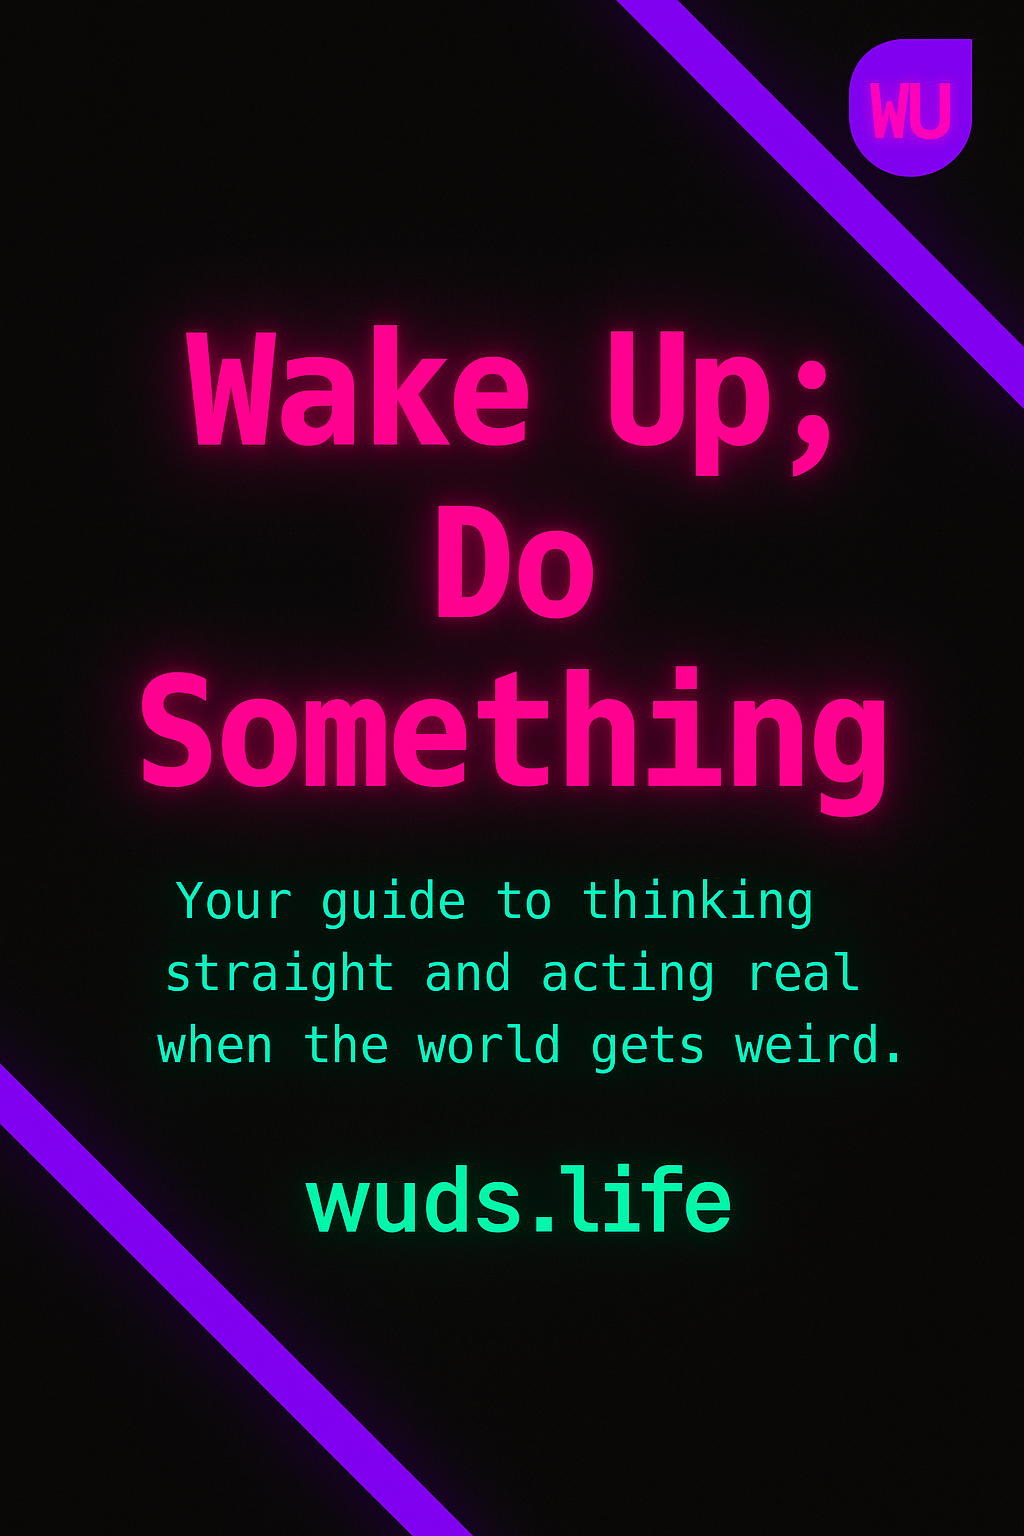 WU
Wake Up;
Do
Something
Your guide to thinking
straight and acting real
when the world gets weird.
wuds.life